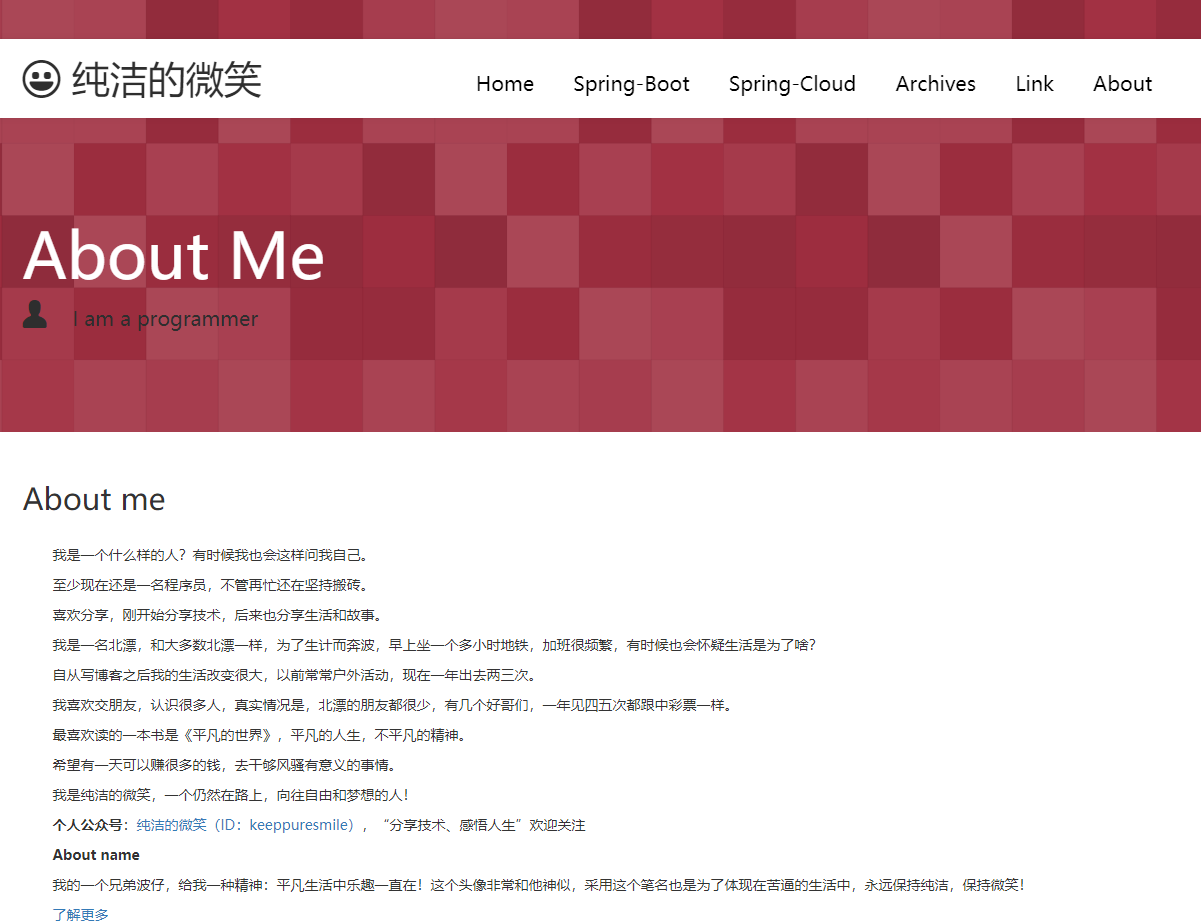 纯洁的微笑
Home Spring-Boot Spring-Cloud Archives Link About
About Me
I am a programmer
About me
我是一个什么样的人？有时候我也会这样问我自己。
至少现在还是一名程序员，不管再忙还在坚持搬砖。
喜欢分享，刚开始分享技术，后来也分享生活和故事。
我是一名北漂，和大多数北漂一样，为了生计而奔波，早上坐一个多小时地铁，加班很频繁，有时候也会怀疑生活是为了啥？
自从写博客之后我的生活改变很大，以前常常户外活动，现在一年出去两三次。
我喜欢交朋友，认识很多人，真实情况是，北漂的朋友都很少，有几个好哥们，一年见四五次都跟中彩票一样。
最喜欢读的一本书是《平凡的世界》，平凡的人生，不平凡的精神。
希望有一天可以赚很多的钱，去干够风骚有意义的事情。
我是纯洁的微笑，一个仍然在路上，向往自由和梦想的人！
个人公众号：纯洁的微笑（ID：keeppuresmile），“分享技术、感悟人生”欢迎关注
About name
我的一个兄弟波仔，给我一种精神：平凡生活中乐趣一直在！这个头像非常和他神似，采用这个笔名也是为了体现在苦逼的生活中，永远保持纯洁，保持微笑！
了解更多